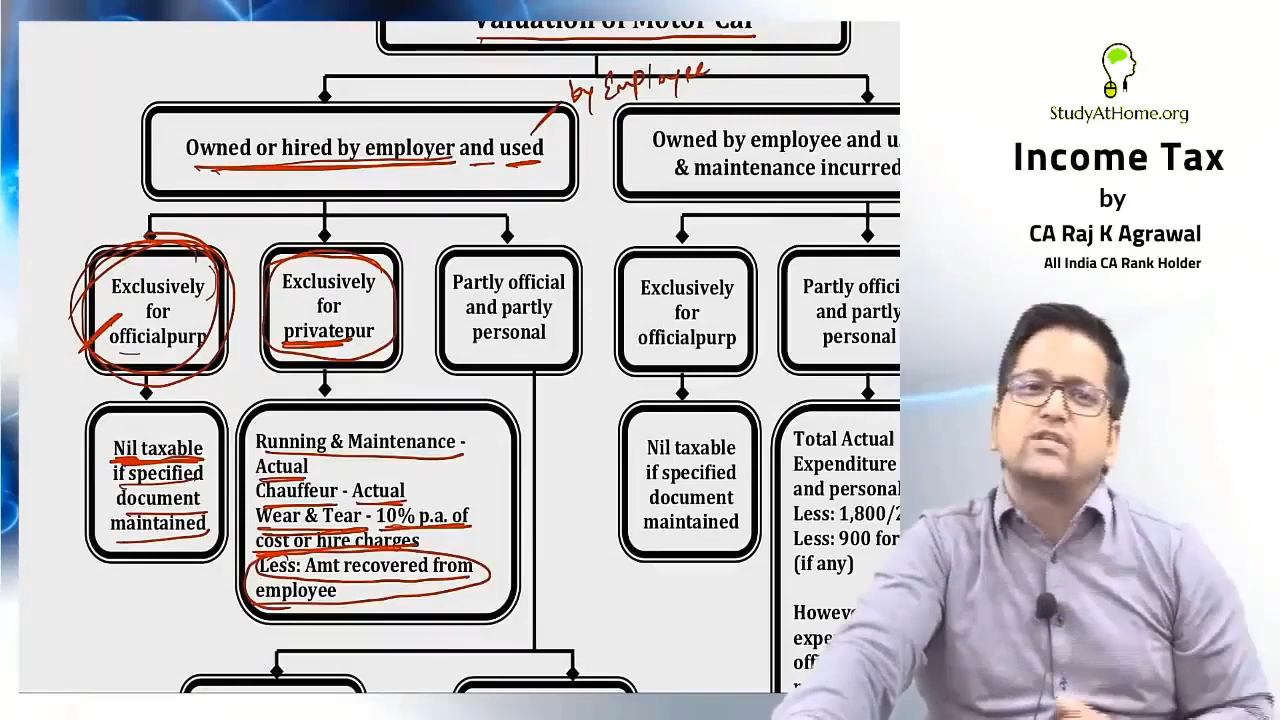 Valuation of Motor Car
by Employee
Owned or hired by employer and used
Owned by employee and
& maintenance incurred
Exclusively
for
officialpurp
Exclusively
for
privatepur
Partly official
and partly
personal
Exclusively
for
officialpurp
Partly offici
and partly
personal
Nil taxable
if specified
document
maintained
Running & Maintenance -
Actual
Chauffeur - Actual
Wear & Tear - 10% p.a. of
cost or hire charges
Less: Amt recovered from
employee
Nil taxable
if specified
document
maintained
Total Actual
Expenditure
and personal
Less: 1,800/2
Less: 900 for
(if any)
Howeve
expe
off
StudyAtHome.org
Income Tax
by
CA Raj K Agrawal
All India CA Rank Holder